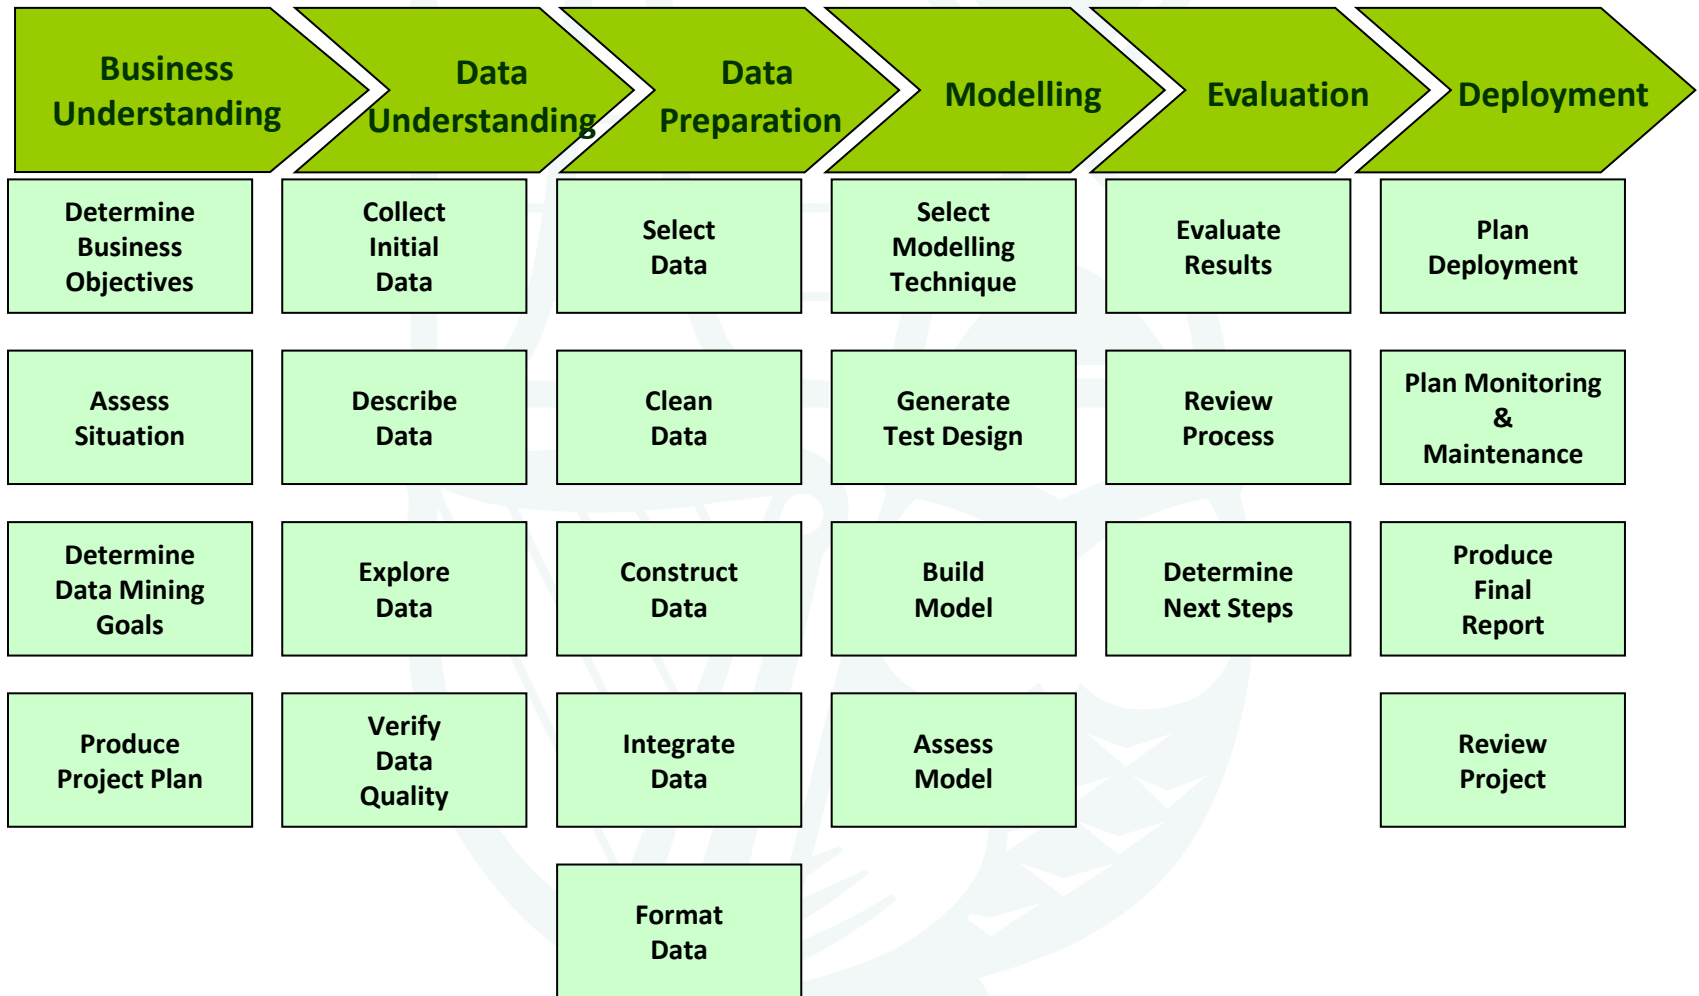 Business
Understanding
Data
Understanding
Data
Preparation
Modelling
Evaluation
Deployment
Determine
Business
Objectives
Collect
Initial
Data
Select
Data
Select
Modelling
Technique
Evaluate
Results
Plan
Deployment
Assess
Situation
Describe
Data
Clean
Data
Generate
Test Design
Review
Process
Plan Monitoring
&
Maintenance
Determine
Data Mining
Goals
Explore
Data
Construct
Data
Build
Model
Determine
Next Steps
Produce
Final
Report
Produce
Project Plan
Verify
Data
Quality
Integrate
Data
Assess
Model
Review
Project
Format
Data